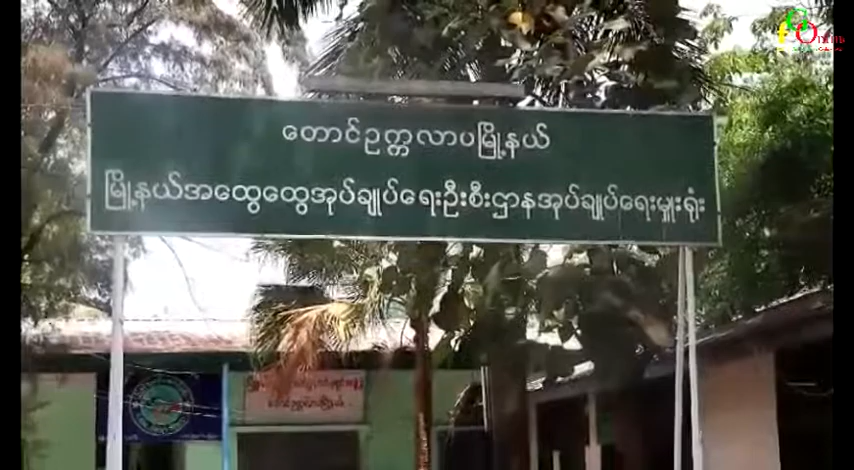 တောင်ဥက္ကလာပမြို့နယ်
မြို့နယ်အထွေထွေအုပ်ချုပ်ရေးဦးစီးဌာနအုပ်ချုပ်ရေးမှူးရုံး